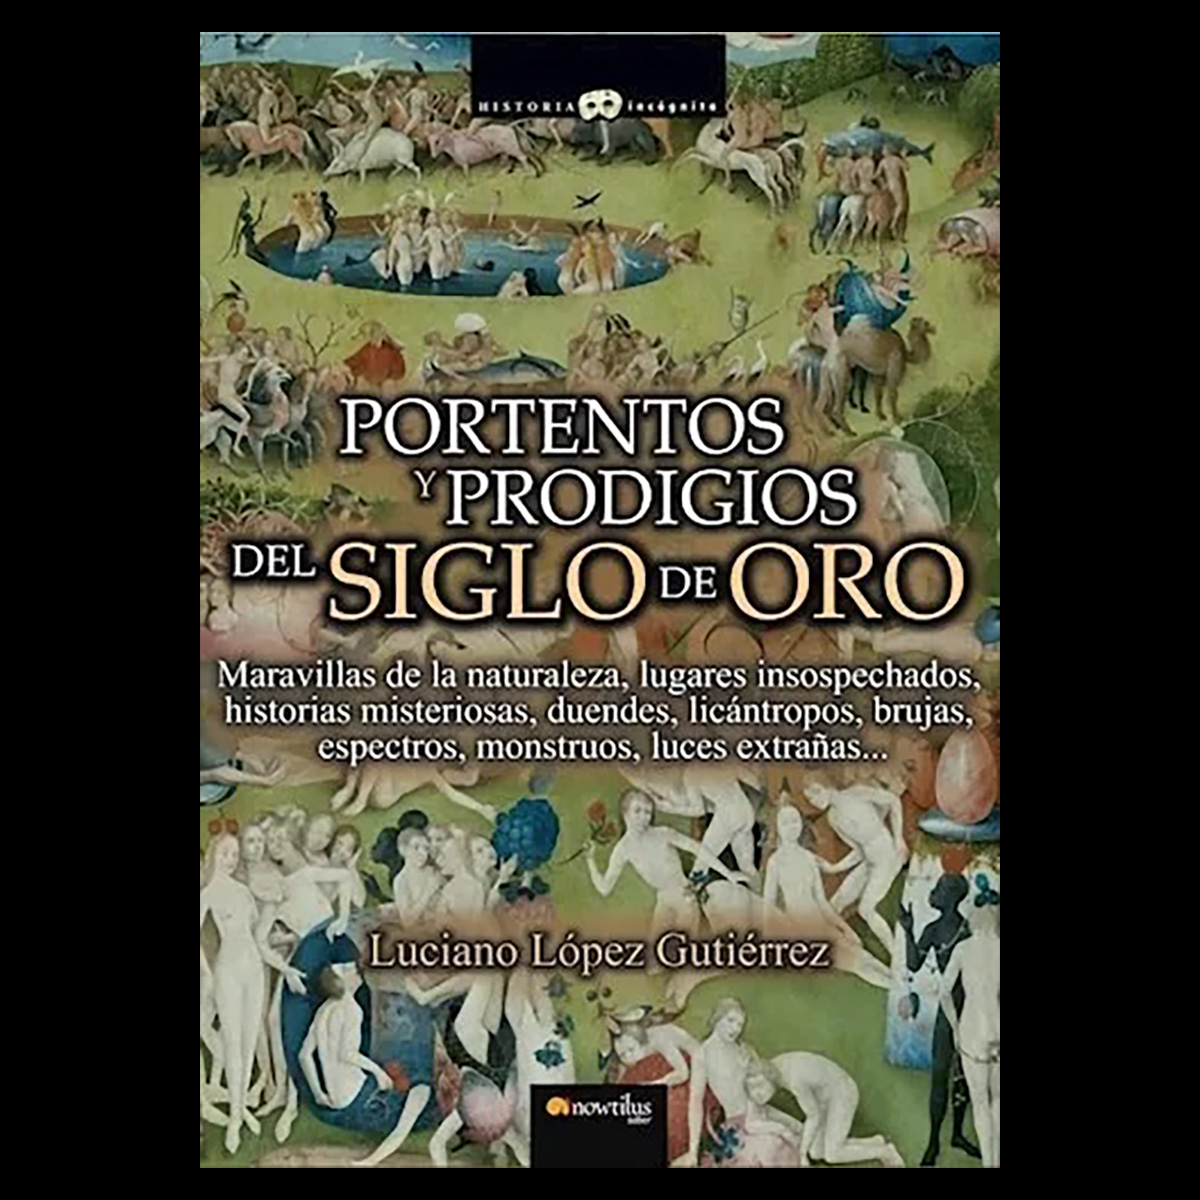 HISTORIA incógnita
PORTENTOS
Y PRODIGIOS
DEL SIGLO DE ORO
Maravillas de la naturaleza, lugares insospechados,
historias misteriosas, duendes, licántropos, brujas,
espectros, monstruos, luces extrañas...
Luciano López Gutiérrez
nowtilus
saber